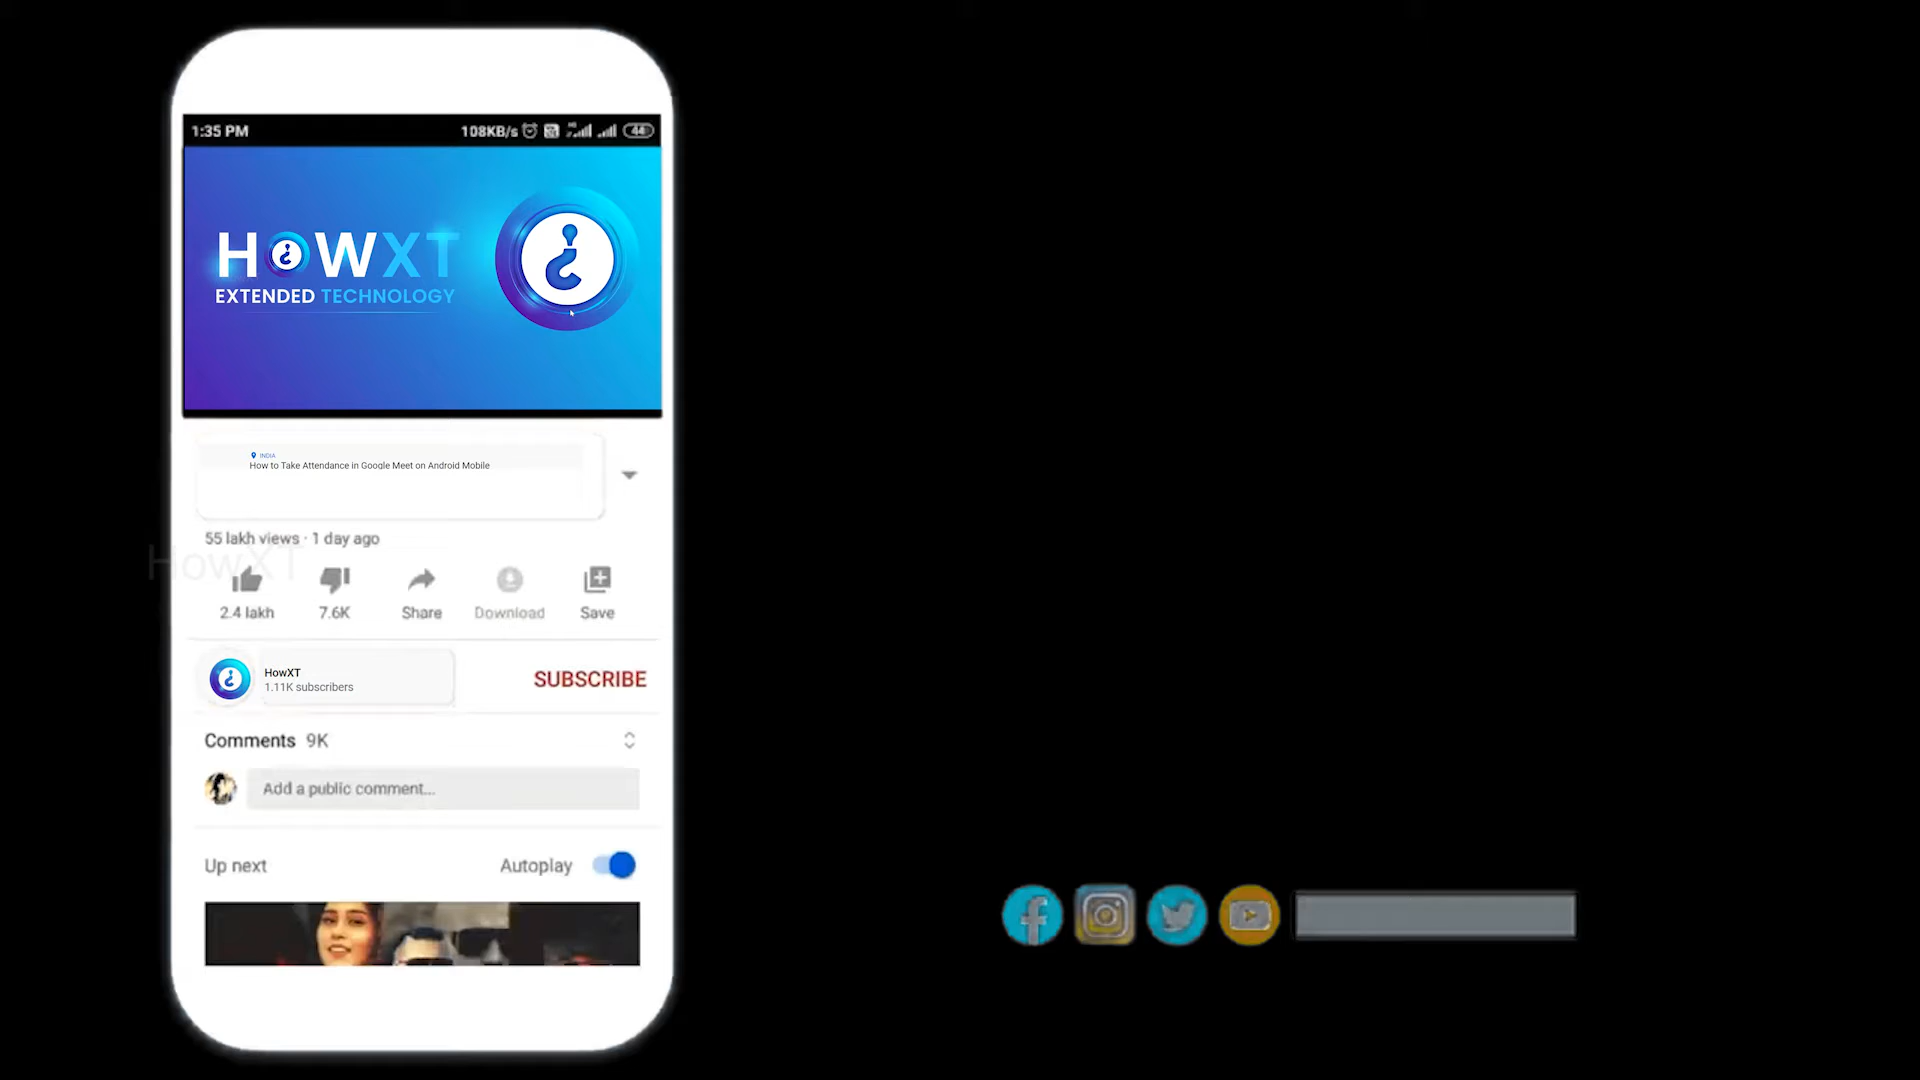 1:35 PM 108KB/s 44
HOWXT
EXTENDED TECHNOLOGY
INDIA
How to Take Attendance in Google Meet on Android Mobile
55 lakh views · 1 day ago
HowXT
2.4 lakh 7.6K Share Download Save
HowXT
1.11K subscribers
SUBSCRIBE
Comments 9K
Add a public comment...
Up next Autoplay